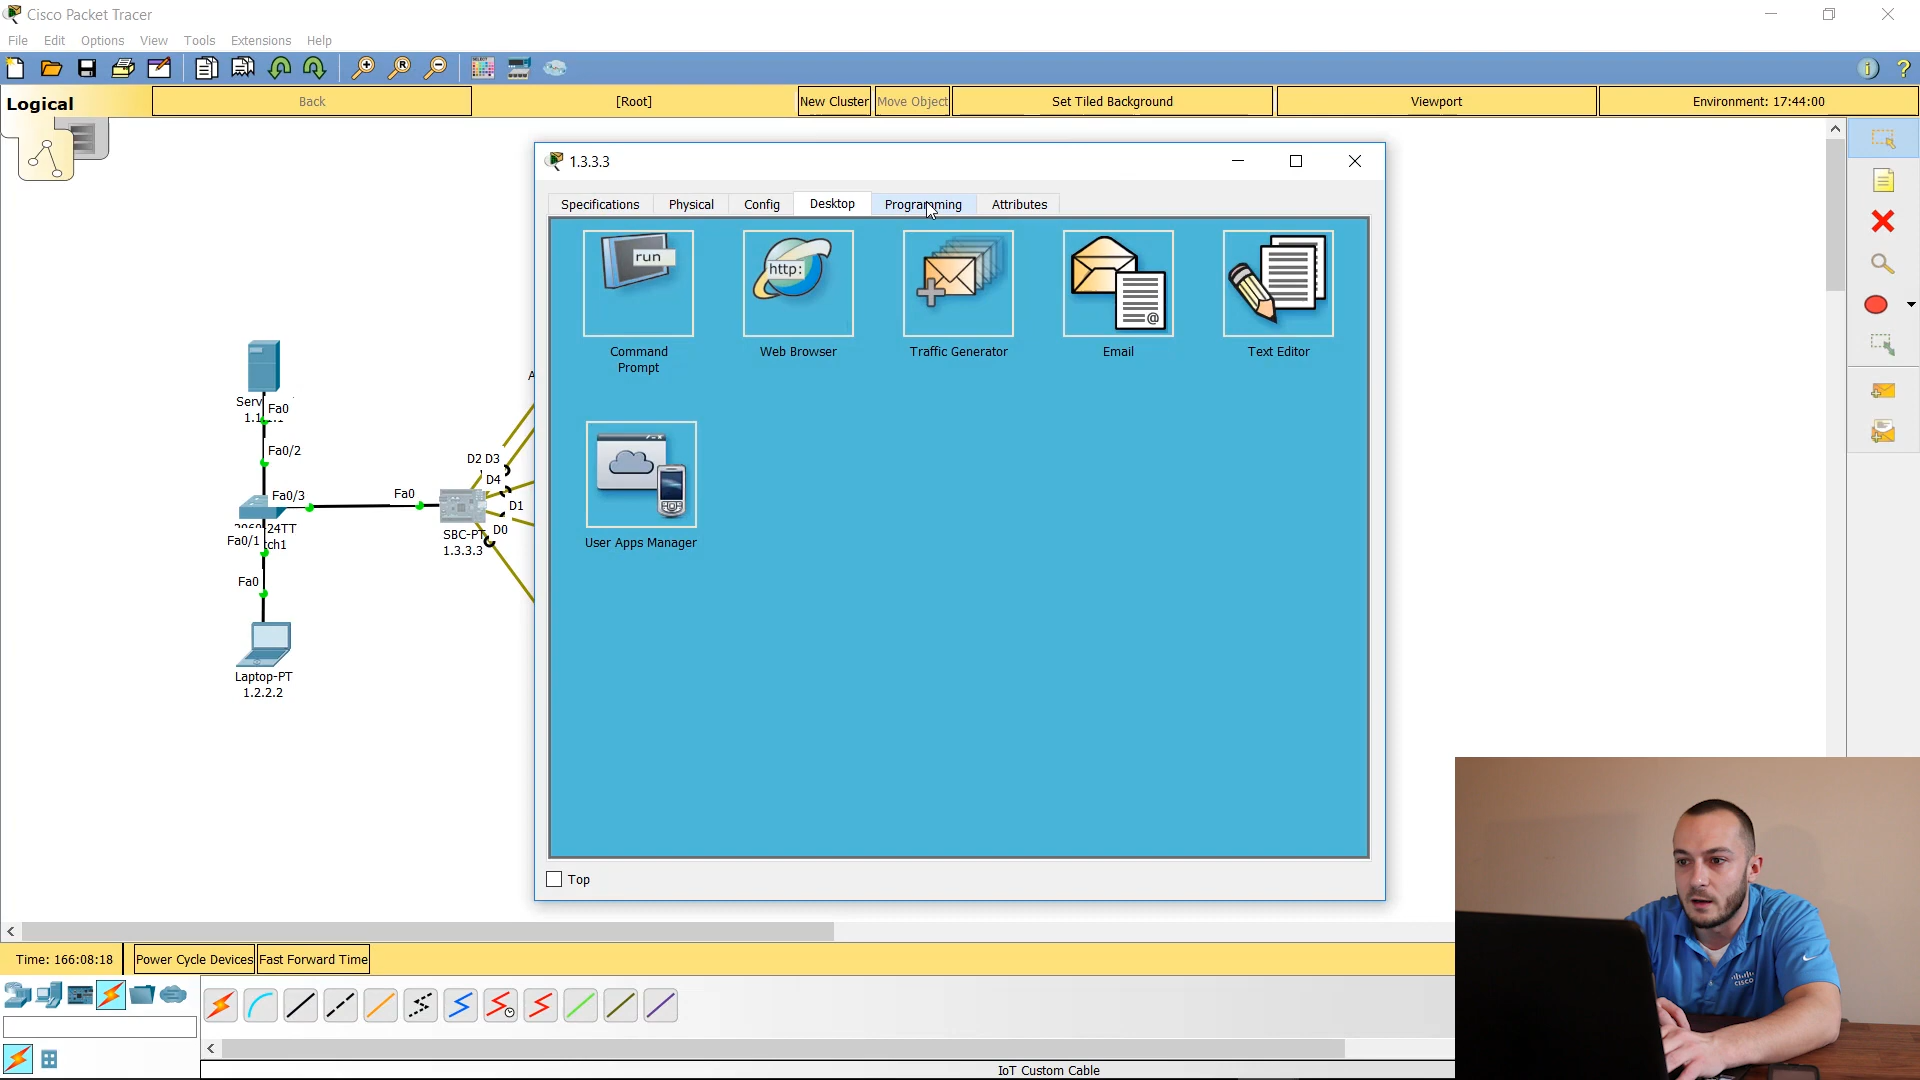 Cisco Packet Tracer
File Edit Options View Tools Extensions Help
Logical
Back
[Root]
New Cluster
Move Object
Set Tiled Background
Viewport
Environment: 17:44:00
1.3.3.3
Specifications
Physical
Config
Desktop
Programming
Attributes
run
http:
@
Command
Prompt
Web Browser
Traffic Generator
Email
Text Editor
User Apps Manager
Top
Serv
Fa0
Fa0/2
Fa0/3
24TT
Fa0/1
tch1
Fa0
Laptop-PT
1.2.2.2
Fa0
D2 D3
D4
D1
D0
SBC-PT
1.3.3.3
A
Time: 166:08:18
Power Cycle Devices
Fast Forward Time
IoT Custom Cable
CISCO